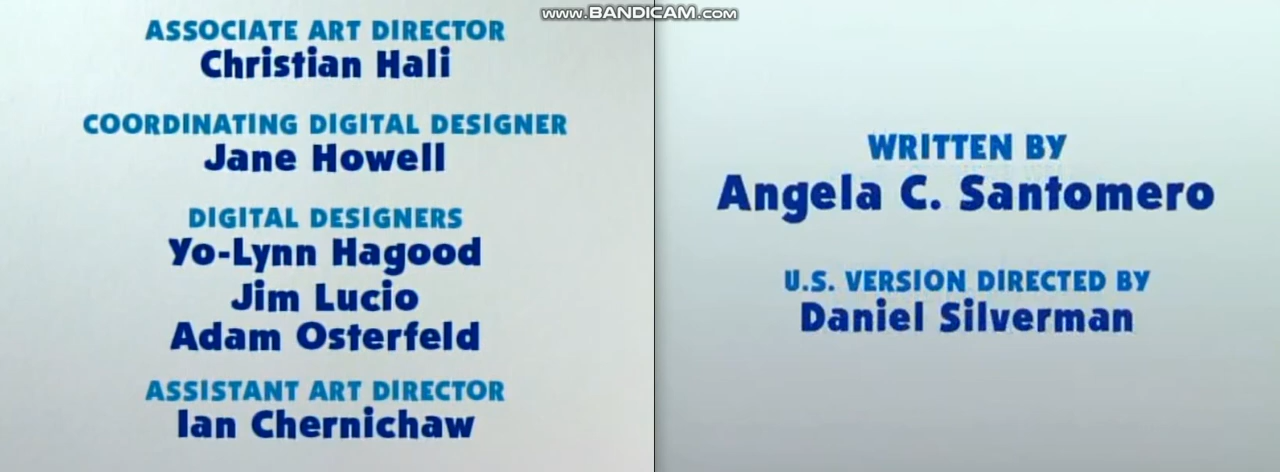 www.BANDICAM.com
ASSOCIATE ART DIRECTOR
Christian Hali
COORDINATING DIGITAL DESIGNER
Jane Howell
DIGITAL DESIGNERS
Yo-Lynn Hagood
Jim Lucio
Adam Osterfeld
ASSISTANT ART DIRECTOR
Ian Chernichaw
WRITTEN BY
Angela C. Santomero
U.S. VERSION DIRECTED BY
Daniel Silverman